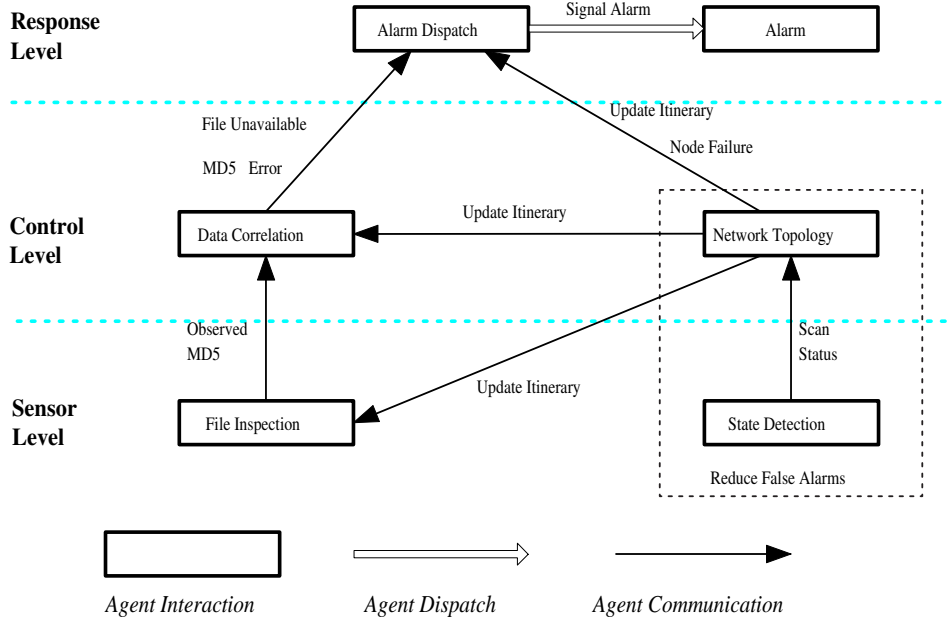 Response
Level
Alarm Dispatch
Signal Alarm
Alarm
File Unavailable
MD5 Error
Update Itinerary
Node Failure
Control
Level
Data Correlation
Update Itinerary
Network Topology
Observed
MD5
Scan
Status
Update Itinerary
Sensor
Level
File Inspection
State Detection
Reduce False Alarms
Agent Interaction
Agent Dispatch
Agent Communication